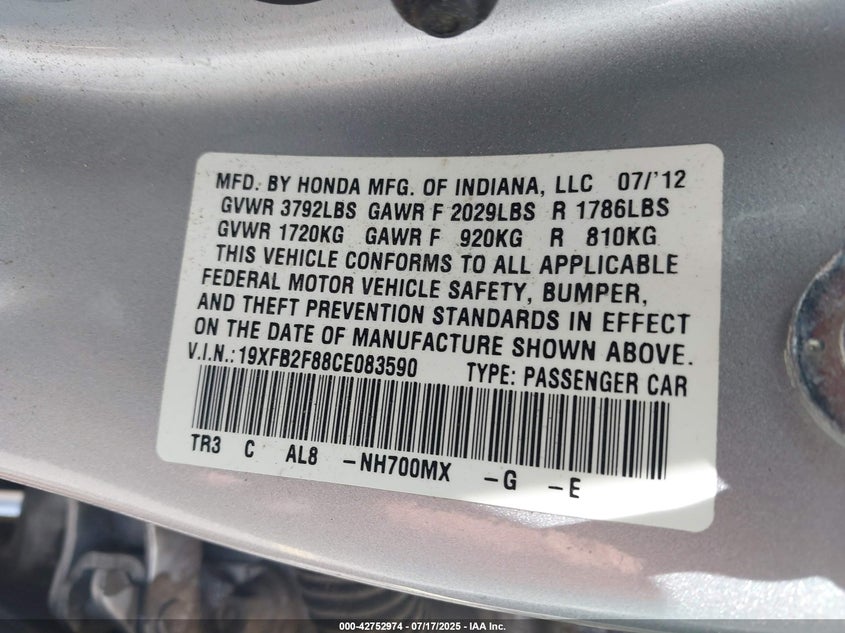 MFD. BY HONDA MFG. OF INDIANA, LLC 07/'12
GVWR 3792LBS GAWR F 2029LBS R 1786LBS
GVWR 1720KG GAWR F 920KG R 810KG
THIS VEHICLE CONFORMS TO ALL APPLICABLE
FEDERAL MOTOR VEHICLE SAFETY, BUMPER,
AND THEFT PREVENTION STANDARDS IN EFFECT
ON THE DATE OF MANUFACTURE SHOWN ABOVE.
V.I.N.:19XFB2F88CE083590 TYPE: PASSENGER CAR
TR3 C AL8 -NH700MX -G -E
000-42752974 / 07/17/2025 - IAA Inc.